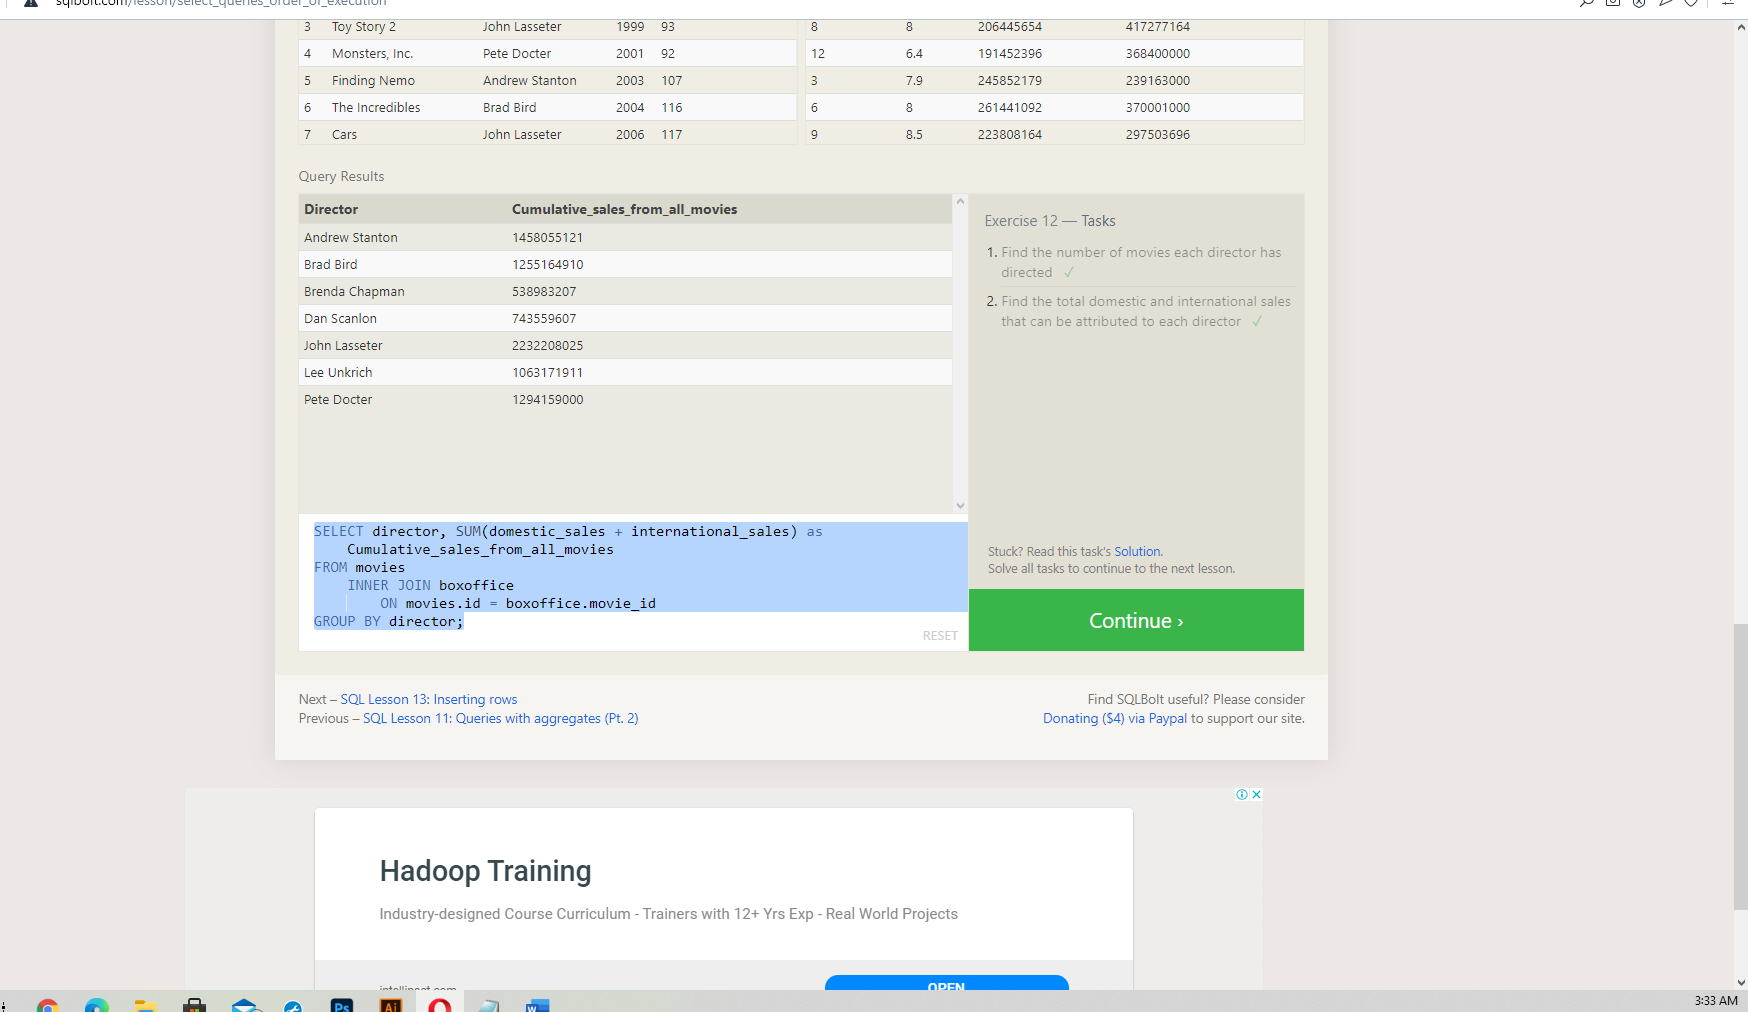 sqlbolt.com/lesson/select_queries_order_of_execution
3 Toy Story 2 John Lasseter 1999 93 8 8 206445654 417277164
4 Monsters, Inc. Pete Docter 2001 92 12 6.4 191452396 368400000
5 Finding Nemo Andrew Stanton 2003 107 3 7.9 245852179 239163000
6 The Incredibles Brad Bird 2004 116 6 8 261441092 370001000
7 Cars John Lasseter 2006 117 9 8.5 223808164 297503696
Query Results
Director Cumulative_sales_from_all_movies
Andrew Stanton 1458055121
Brad Bird 1255164910
Brenda Chapman 538983207
Dan Scanlon 743559607
John Lasseter 2232208025
Lee Unkrich 1063171911
Pete Docter 1294159000
Exercise 12 — Tasks
1. Find the number of movies each director has
directed ✓
2. Find the total domestic and international sales
that can be attributed to each director ✓
SELECT director, SUM(domestic_sales + international_sales) as
Cumulative_sales_from_all_movies
FROM movies
INNER JOIN boxoffice
ON movies.id = boxoffice.movie_id
GROUP BY director;
RESET
Stuck? Read this task's Solution.
Solve all tasks to continue to the next lesson.
Continue ›
Next – SQL Lesson 13: Inserting rows
Previous – SQL Lesson 11: Queries with aggregates (Pt. 2)
Find SQLBolt useful? Please consider
Donating ($4) via Paypal to support our site.
Hadoop Training
Industry-designed Course Curriculum - Trainers with 12+ Yrs Exp - Real World Projects
intellipaat.com
OPEN
Ps
Ai
W
3:33 AM